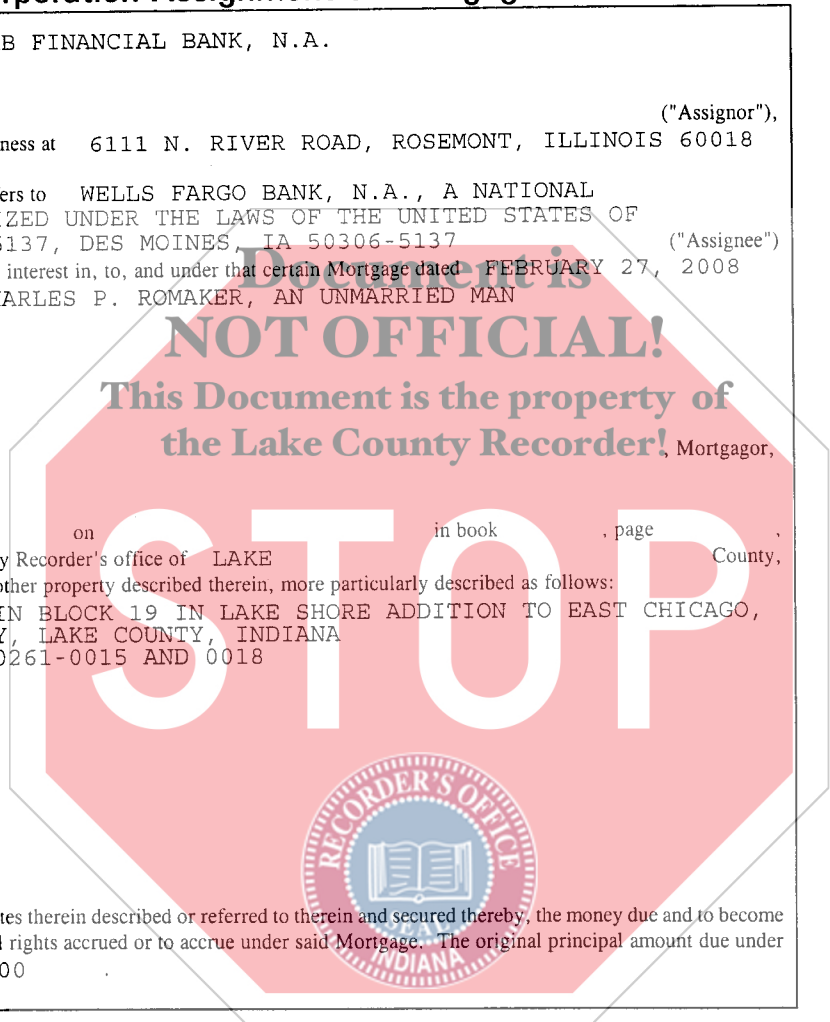 B FINANCIAL BANK, N.A.
("Assignor"),
ness at 6111 N. RIVER ROAD, ROSEMONT, ILLINOIS 60018
ers to WELLS FARGO BANK, N.A., A NATIONAL
IZED UNDER THE LAWS OF THE UNITED STATES OF
5137, DES MOINES, IA 50306-5137 ("Assignee")
interest in, to, and under that certain Mortgage dated FEBRUARY 27, 2008
Document is
ARLES P. ROMAKER, AN UNMARRIED MAN
NOT OFFICIAL!
This Document is the property of
the Lake County Recorder!
, Mortgagor,
STOP
on in book , page ,
y Recorder's office of LAKE County,
other property described therein, more particularly described as follows:
IN BLOCK 19 IN LAKE SHORE ADDITION TO EAST CHICAGO,
Y, LAKE COUNTY, INDIANA
0261-0015 AND 0018
RECORDER'S OFFICE
SEAL
INDIANA
tes therein described or referred to therein and secured thereby, the money due and to become
rights accrued or to accrue under said Mortgage. The original principal amount due under
00